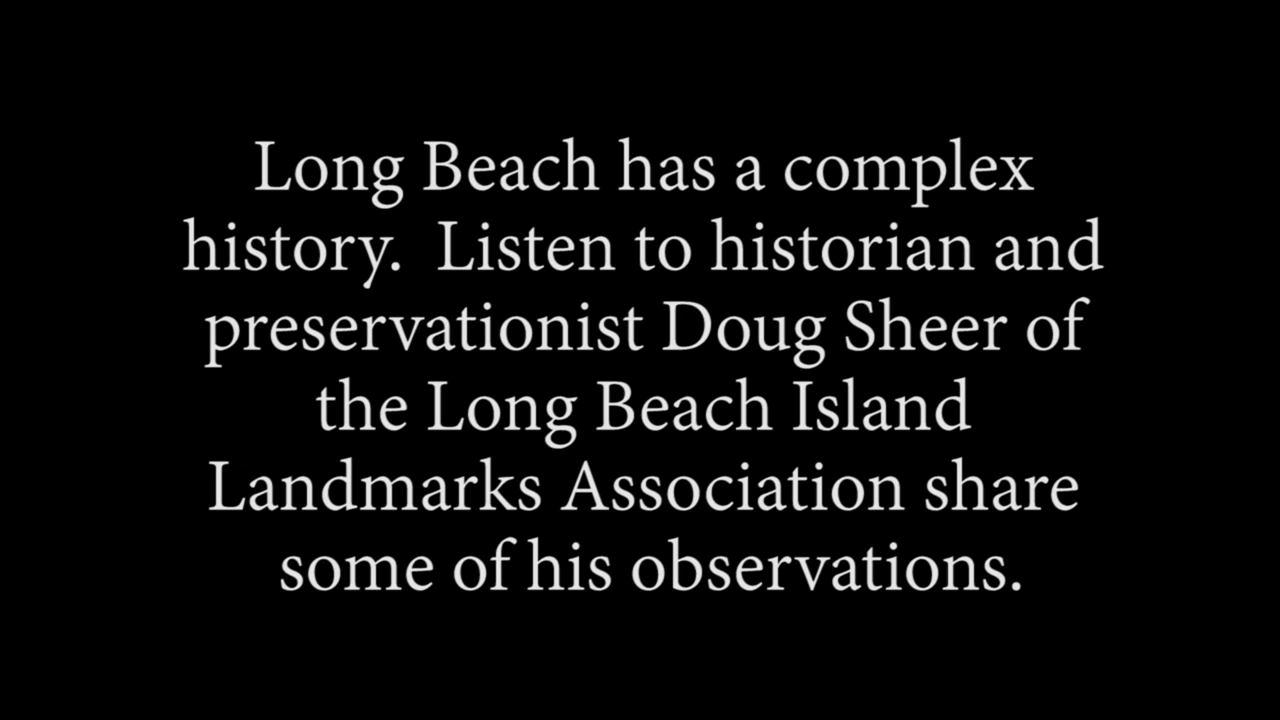 Long Beach has a complex
history.  Listen to historian and
preservationist Doug Sheer of
the Long Beach Island
Landmarks Association share
some of his observations.